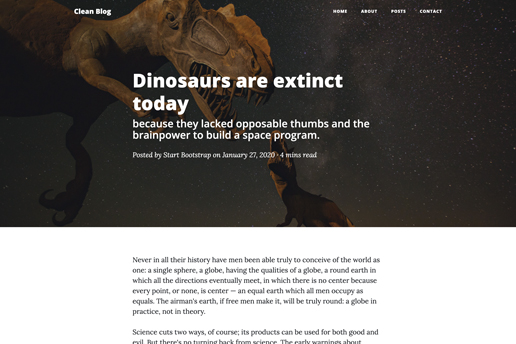 Clean Blog
HOME ABOUT POSTS CONTACT
Dinosaurs are extinct
today
because they lacked opposable thumbs and the
brainpower to build a space program.
Posted by Start Bootstrap on January 27, 2020 · 4 mins read
Never in all their history have men been able truly to conceive of the world as
one: a single sphere, a globe, having the qualities of a globe, a round earth in
which all the directions eventually meet, in which there is no center because
every point, or none, is center — an equal earth which all men occupy as
equals. The airman's earth, if free men make it, will be truly round: a globe in
practice, not in theory.
Science cuts two ways, of course; its products can be used for both good and
evil. But there's no turning back from science. The early warnings about